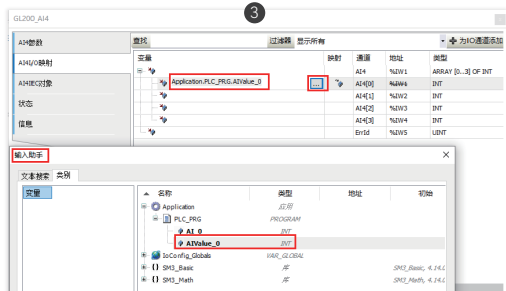 3
GL200_AI4
AI4参数
AI4I/O映射
AI4IEC对象
状态
信息
查找 过滤器 显示所有 为IO通道添加
变量 映射 通道 地址 类型
AI4 %IW1 ARRAY [0..3] OF INT
Application.PLC_PRG.AIValue_0 ... AI4[0] %IW1 INT
AI4[1] %IW2 INT
AI4[2] %IW3 INT
AI4[3] %IW4 INT
ErrId %IW5 UINT
输入助手
文本搜索 类别
变量
名称 类型 地址 初始
Application 应用
PLC_PRG PROGRAM
AI_0 INT
AIValue_0 INT
IoConfig_Globals VAR_GLOBAL
SM3_Basic 库 SM3_Basic, 4.14.0
SM3_Math 库 SM3_Math, 4.14.0